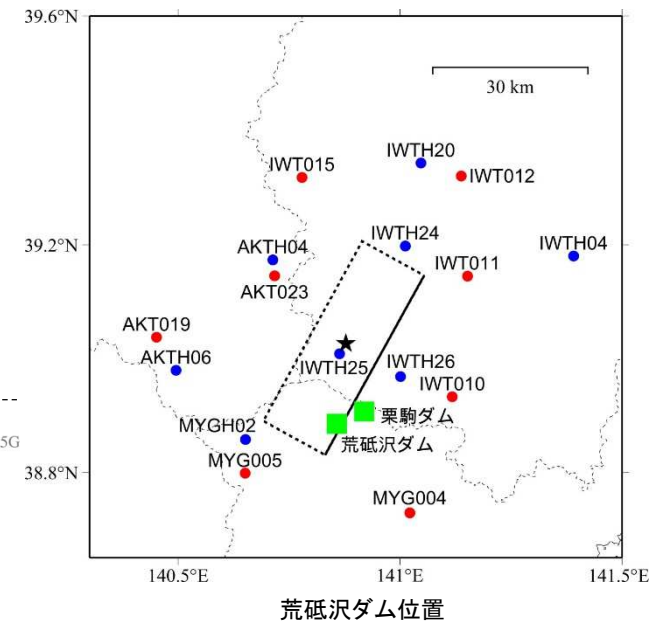 39.6°N
30 km
IWTH20
IWT015
IWT012
39.2°N
IWTH24
IWTH04
AKTH04
IWT011
AKT023
AKT019
AKTH06
IWTH25
IWTH26
IWT010
--
栗駒ダム
MYGH02
荒砥沢ダム
5G
MYG005
38.8°N
MYG004
140.5°E
141°E
141.5°E
荒砥沢ダム位置